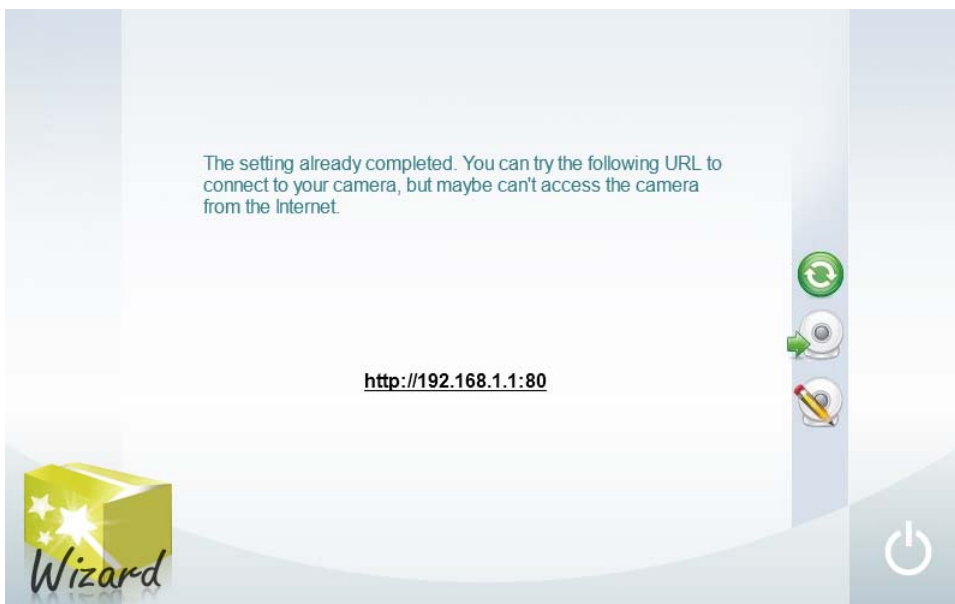 The setting already completed. You can try the following URL to
connect to your camera, but maybe can't access the camera
from the Internet.
http://192.168.1.1:80
Wizard